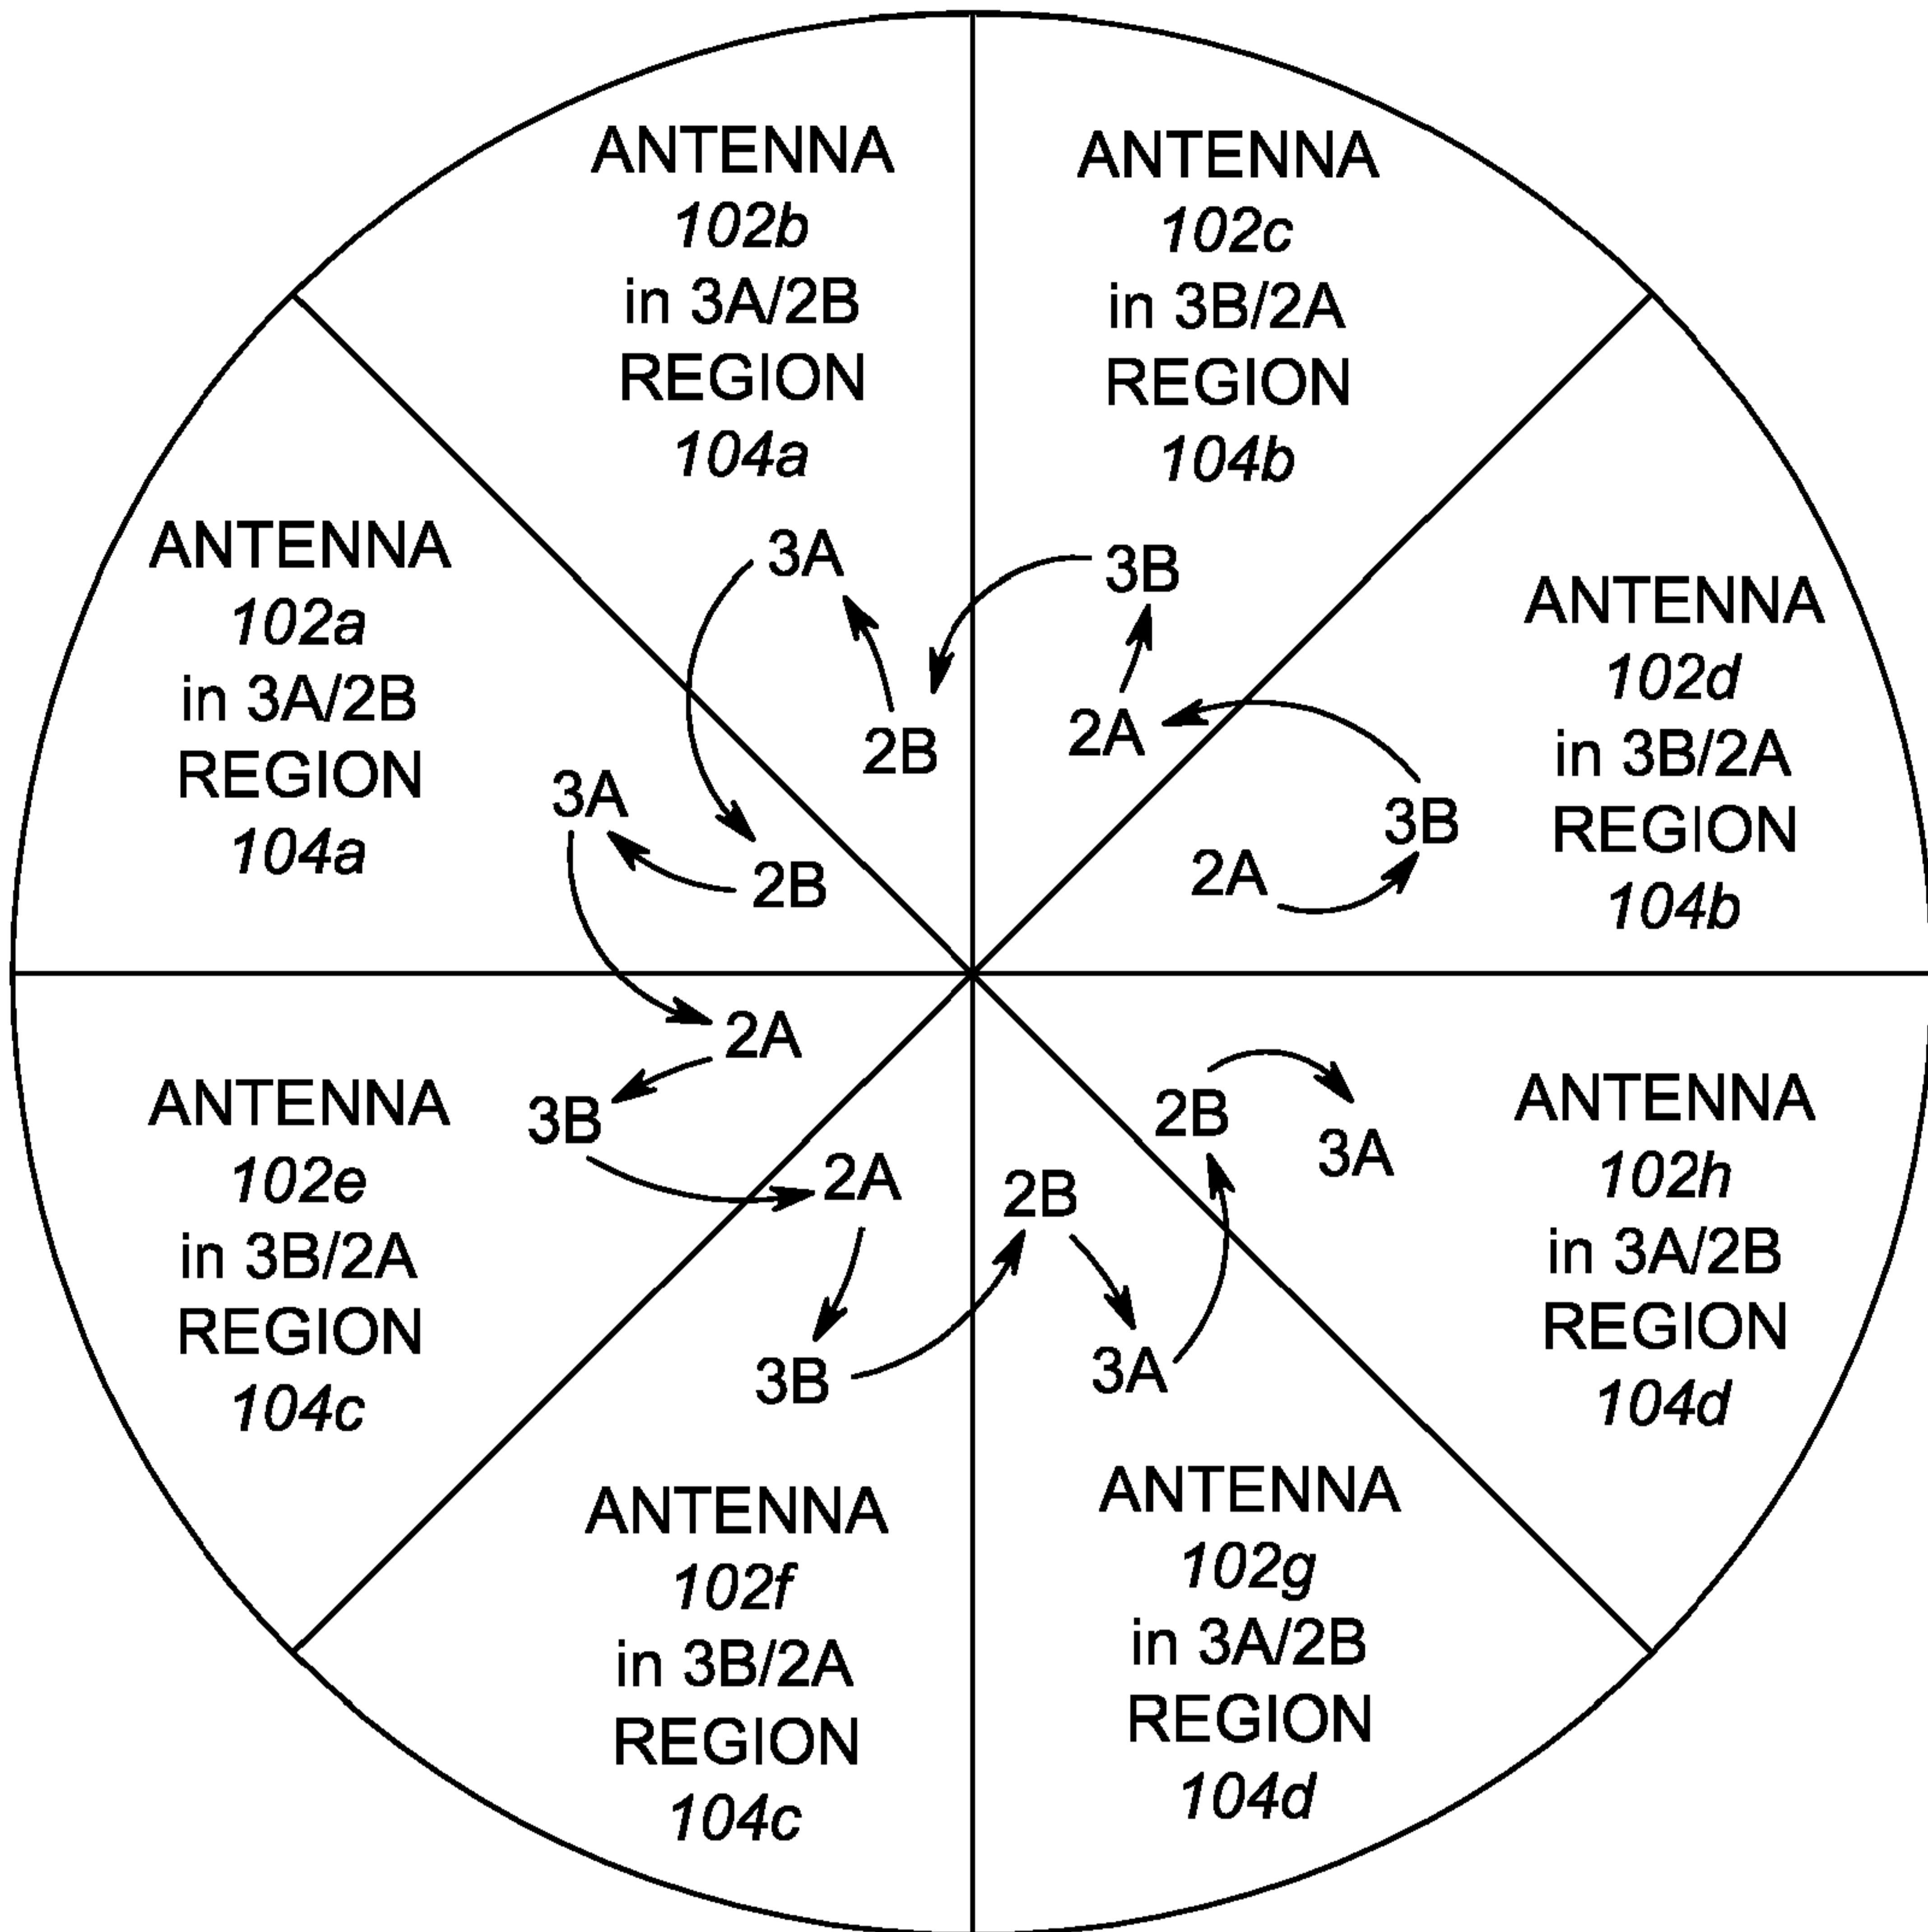 ANTENNA
102b
in 3A/2B
REGION
104a
3A
2B
ANTENNA
102c
in 3B/2A
REGION
104b
3B
2A
ANTENNA
102a
in 3A/2B
REGION
104a
3A
2B
ANTENNA
102d
in 3B/2A
REGION
104b
3B
2A
2A
3B
ANTENNA
102e
in 3B/2A
REGION
104c
2A
3B
ANTENNA
102f
in 3B/2A
REGION
104c
2B
3A
ANTENNA
102g
in 3A/2B
REGION
104d
2B
3A
ANTENNA
102h
in 3A/2B
REGION
104d